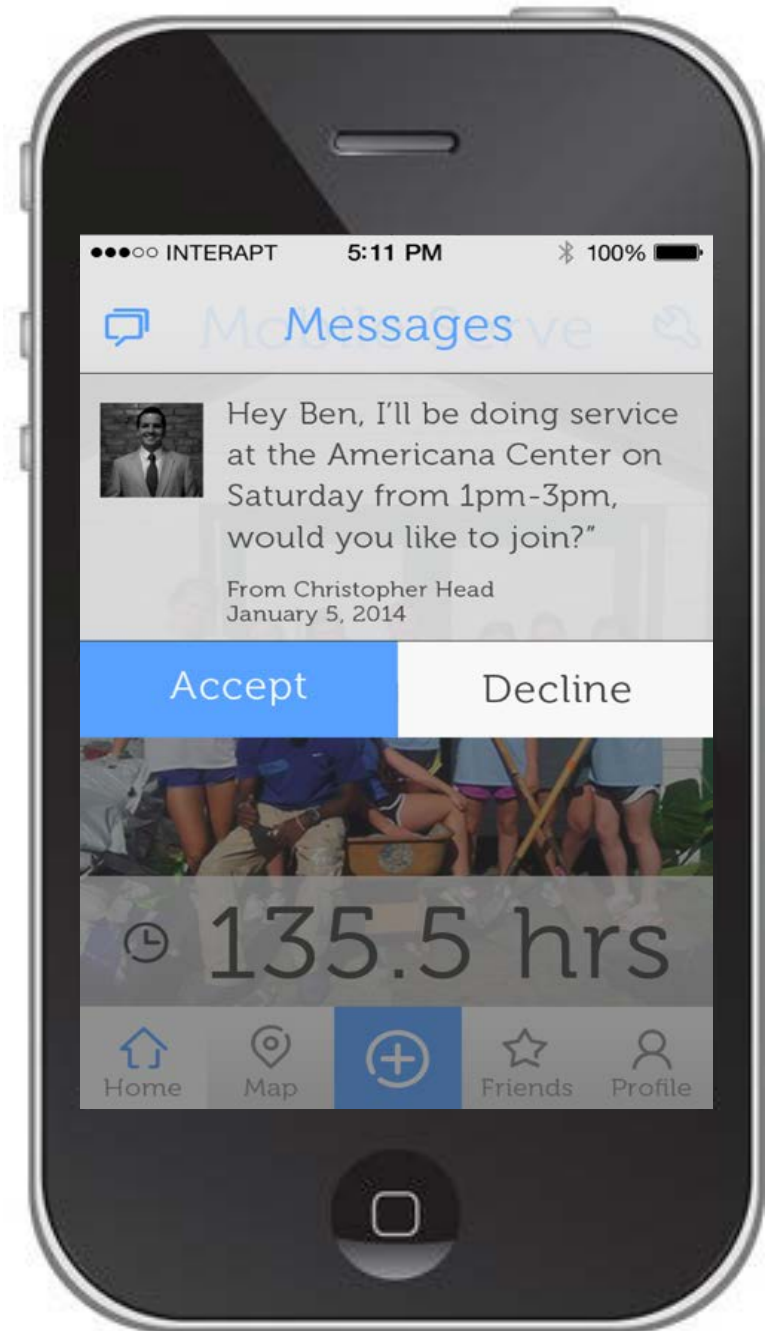 INTERAPT 5:11 PM 100%
Mobile Serve
Messages
Hey Ben, I'll be doing service
at the Americana Center on
Saturday from 1pm-3pm,
would you like to join?”
From Christopher Head
January 5, 2014
Accept Decline
135.5 hrs
Home Map Friends Profile